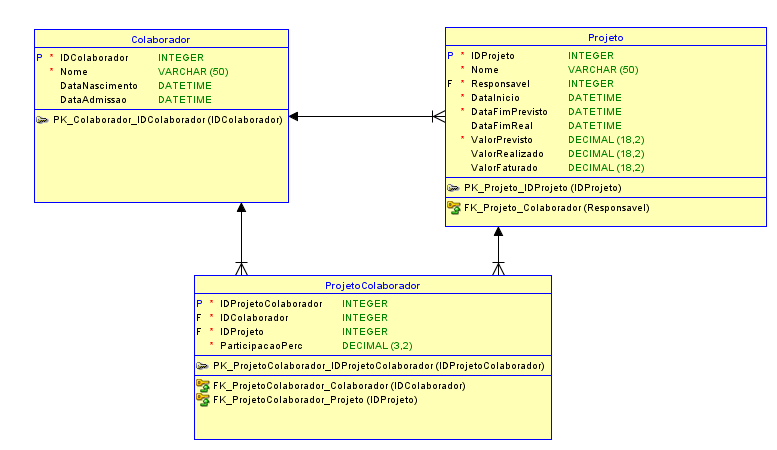 Colaborador
P * IDColaborador INTEGER
* Nome VARCHAR (50)
DataNascimento DATETIME
DataAdmissao DATETIME
PK_Colaborador_IDColaborador (IDColaborador)
Projeto
P * IDProjeto INTEGER
* Nome VARCHAR (50)
F * Responsavel INTEGER
* DataInicio DATETIME
* DataFimPrevisto DATETIME
DataFimReal DATETIME
* ValorPrevisto DECIMAL (18,2)
ValorRealizado DECIMAL (18,2)
ValorFaturado DECIMAL (18,2)
PK_Projeto_IDProjeto (IDProjeto)
FK_Projeto_Colaborador (Responsavel)
ProjetoColaborador
P * IDProjetoColaborador INTEGER
F * IDColaborador INTEGER
F * IDProjeto INTEGER
* ParticipacaoPerc DECIMAL (3,2)
PK_ProjetoColaborador_IDProjetoColaborador (IDProjetoColaborador)
FK_ProjetoColaborador_Colaborador (IDColaborador)
FK_ProjetoColaborador_Projeto (IDProjeto)